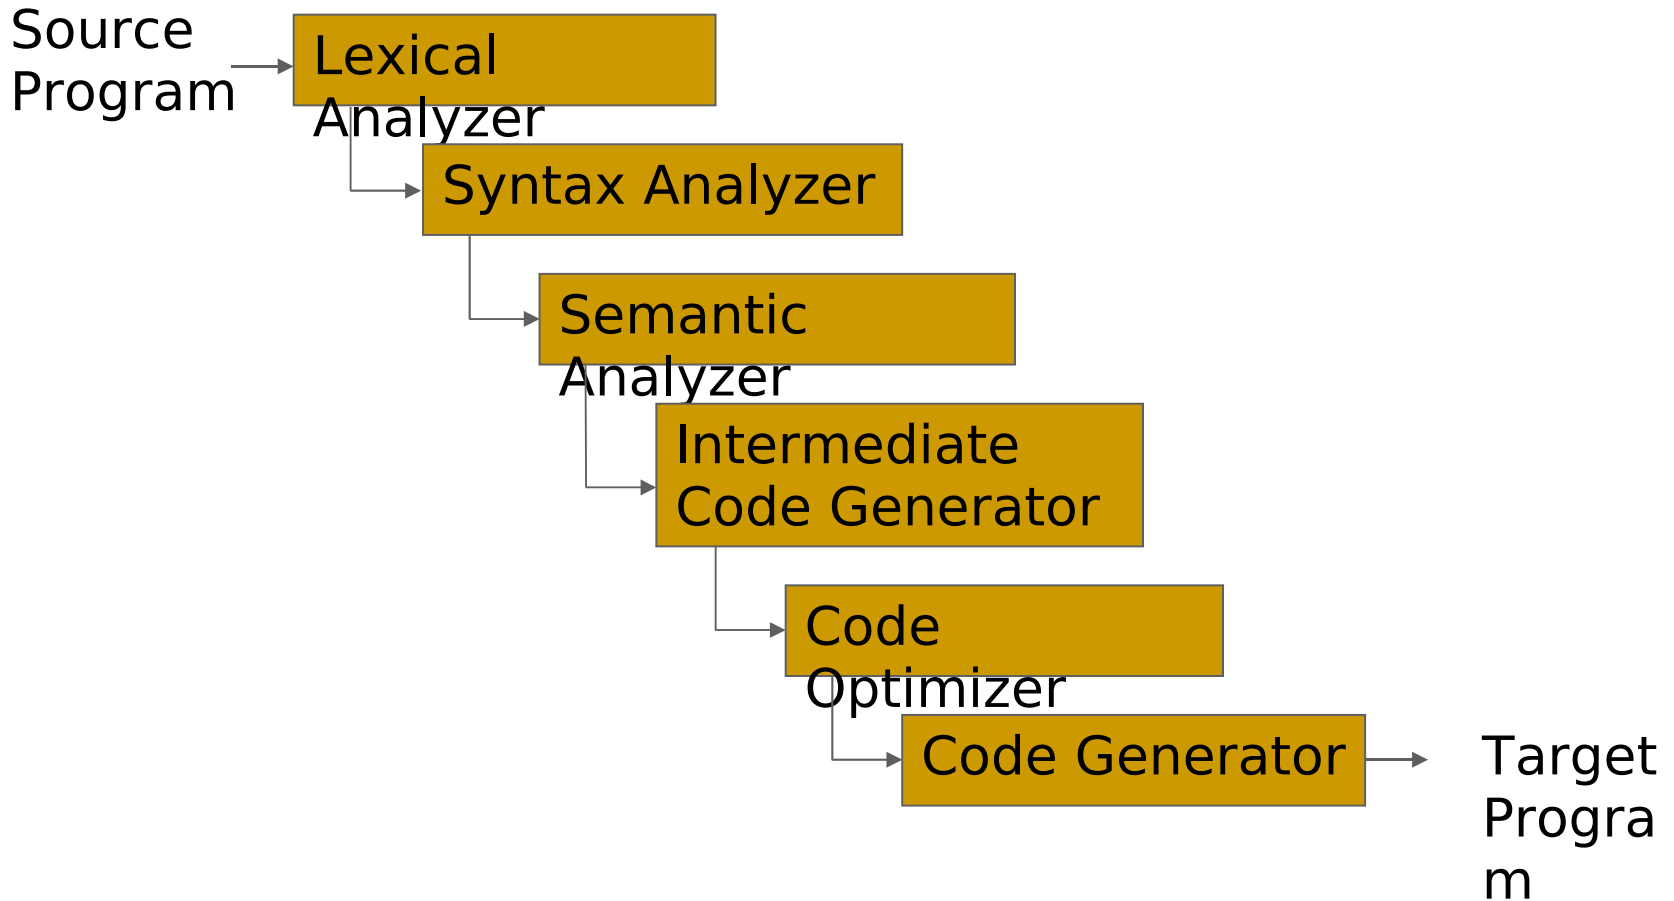 Source
Program
Lexical
Analyzer
Syntax Analyzer
Semantic
Analyzer
Intermediate
Code Generator
Code
Optimizer
Code Generator
Target
Progra
m